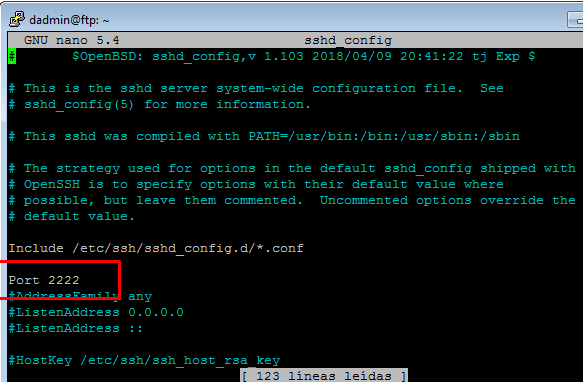 dadmin@ftp: ~
GNU nano 5.4 sshd_config
# $OpenBSD: sshd_config,v 1.103 2018/04/09 20:41:22 tj Exp $
# This is the sshd server system-wide configuration file. See
# sshd_config(5) for more information.
# This sshd was compiled with PATH=/usr/bin:/bin:/usr/sbin:/sbin
# The strategy used for options in the default sshd_config shipped with
# OpenSSH is to specify options with their default value where
# possible, but leave them commented. Uncommented options override the
# default value.
Include /etc/ssh/sshd_config.d/*.conf
Port 2222
#AddressFamily any
#ListenAddress 0.0.0.0
#ListenAddress ::
#HostKey /etc/ssh/ssh_host_rsa_key
[ 123 líneas leídas ]